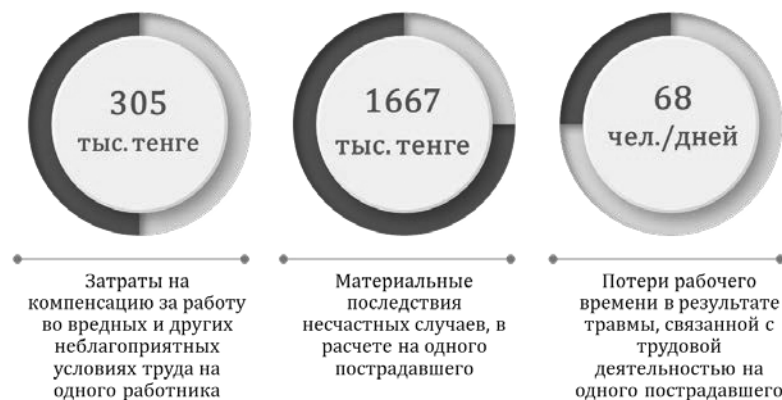 305
тыс. тенге
1667
тыс. тенге
68
чел./дней
Затраты на
компенсацию за работу
во вредных и других
неблагоприятных
условиях труда на
одного работника
Материальные
последствия
несчастных случаев, в
расчете на одного
пострадавшего
Потери рабочего
времени в результате
травмы, связанной с
трудовой
деятельностью на
одного пострадавшего